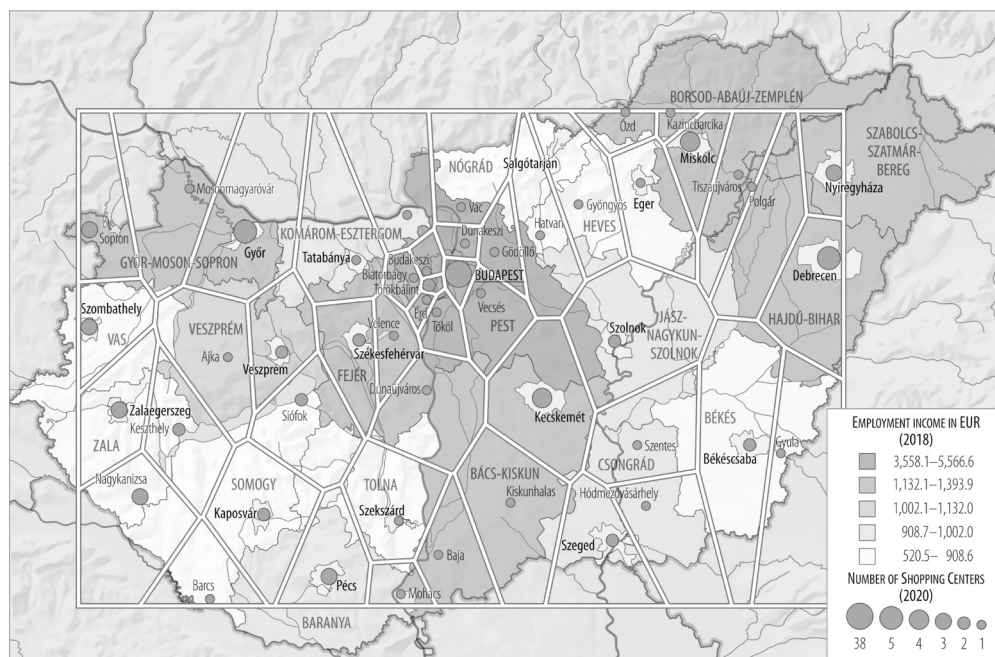 BORSOD-ABAÚJ-ZEMPLÉN
Ózd
Kazincbarcika
SZABOLCS-
SZATMÁR-
BEREG
Miskolc
NÓGRÁD
Salgótarján
Nyíregyháza
Tiszaújváros
Polgár
Mosonmagyaróvár
Eger
Gyöngyös
HEVES
Vác
Hatvan
Sopron
Győr
KOMÁROM-ESZTERGOM
Dunakeszi
Gödöllő
Tatabánya
Budakeszi
GYŐR-MOSON-SOPRON
Biatorbágy
BUDAPEST
Debrecen
Törökbálint
Szombathely
Érd
Vecsés
VAS
VESZPRÉM
Velence
Tököl
PEST
Szolnok
JÁSZ-
NAGYKUN-
SZOLNOK
HAJDÚ-BIHAR
Ajka
Veszprém
Székesfehérvár
FEJÉR
Dunaújváros
Zalaegerszeg
Siófok
Kecskemét
Keszthely
BÉKÉS
ZALA
Szentes
Békéscsaba
Gyula
CSONGRÁD
Nagykanizsa
SOMOGY
TOLNA
BÁCS-KISKUN
Kiskunhalas
Hódmezővásárhely
Kaposvár
Szekszárd
Szeged
Baja
Barcs
Pécs
Mohács
BARANYA
EMPLOYMENT INCOME IN EUR
(2018)
3,558.1–5,566.6
1,132.1–1,393.9
1,002.1–1,132.0
908.7–1,002.0
520.5– 908.6
NUMBER OF SHOPPING CENTERS
(2020)
38 5 4 3 2 1